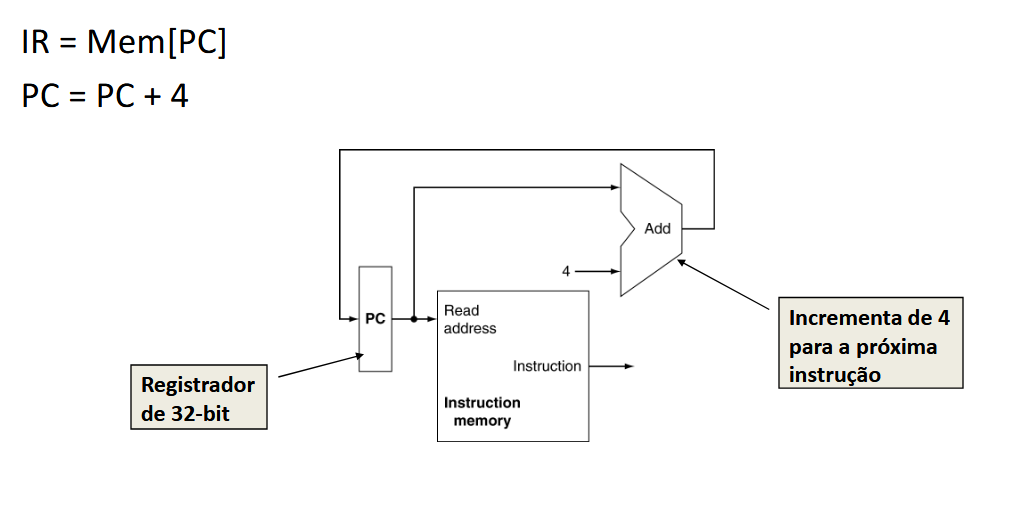 IR = Mem[PC]
PC = PC + 4
Add
4
PC
Read
address
Instruction
Instruction
memory
Registrador
de 32-bit
Incrementa de 4
para a próxima
instrução